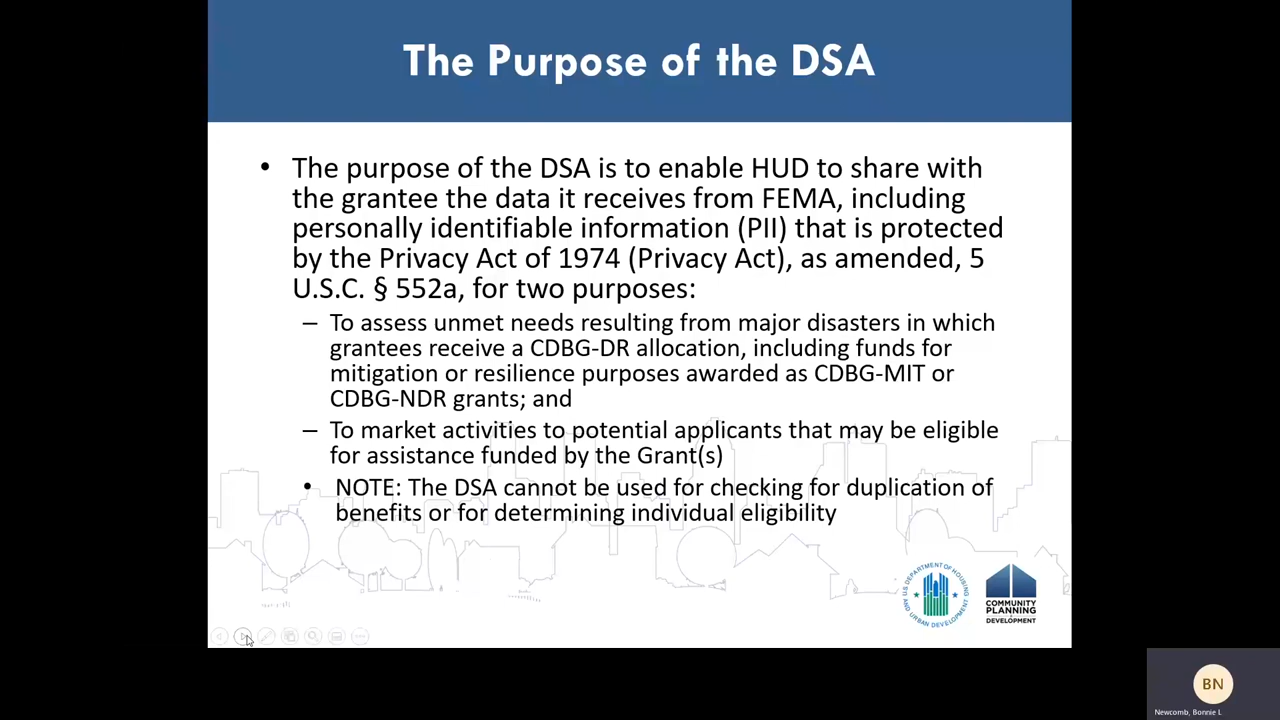 The Purpose of the DSA
• The purpose of the DSA is to enable HUD to share with
the grantee the data it receives from FEMA, including
personally identifiable information (PII) that is protected
by the Privacy Act of 1974 (Privacy Act), as amended, 5
U.S.C. § 552a, for two purposes:
– To assess unmet needs resulting from major disasters in which
grantees receive a CDBG-DR allocation, including funds for
mitigation or resilience purposes awarded as CDBG-MIT or
CDBG-NDR grants; and
– To market activities to potential applicants that may be eligible
for assistance funded by the Grant(s)
• NOTE: The DSA cannot be used for checking for duplication of
benefits or for determining individual eligibility
U.S. DEPARTMENT OF HOUSING
AND URBAN DEVELOPMENT
COMMUNITY
PLANNING
DEVELOPMENT
BN
Newcomb, Bonnie L